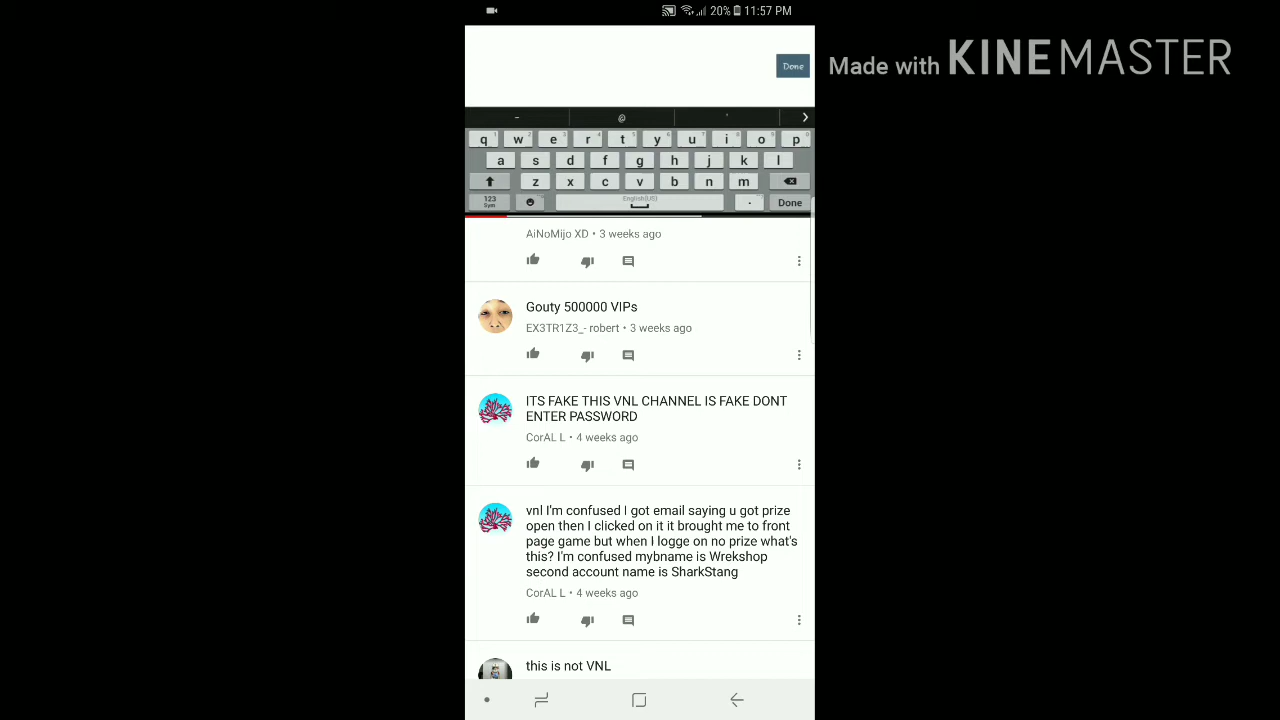 20% 11:57 PM
Made with KINEMASTER
Done
- @ '
q w e r t y u i o p
a s d f g h j k l
z x c v b n m
123
Sym
English(US)
. Done
AiNoMijo XD • 3 weeks ago
Gouty 500000 VIPs
EX3TR1Z3_- robert • 3 weeks ago
ITS FAKE THIS VNL CHANNEL IS FAKE DONT
ENTER PASSWORD
CorAL L • 4 weeks ago
vnl I'm confused I got email saying u got prize
open then I clicked on it it brought me to front
page game but when I logge on no prize what's
this? I'm confused mybname is Wrekshop
second account name is SharkStang
CorAL L • 4 weeks ago
this is not VNL